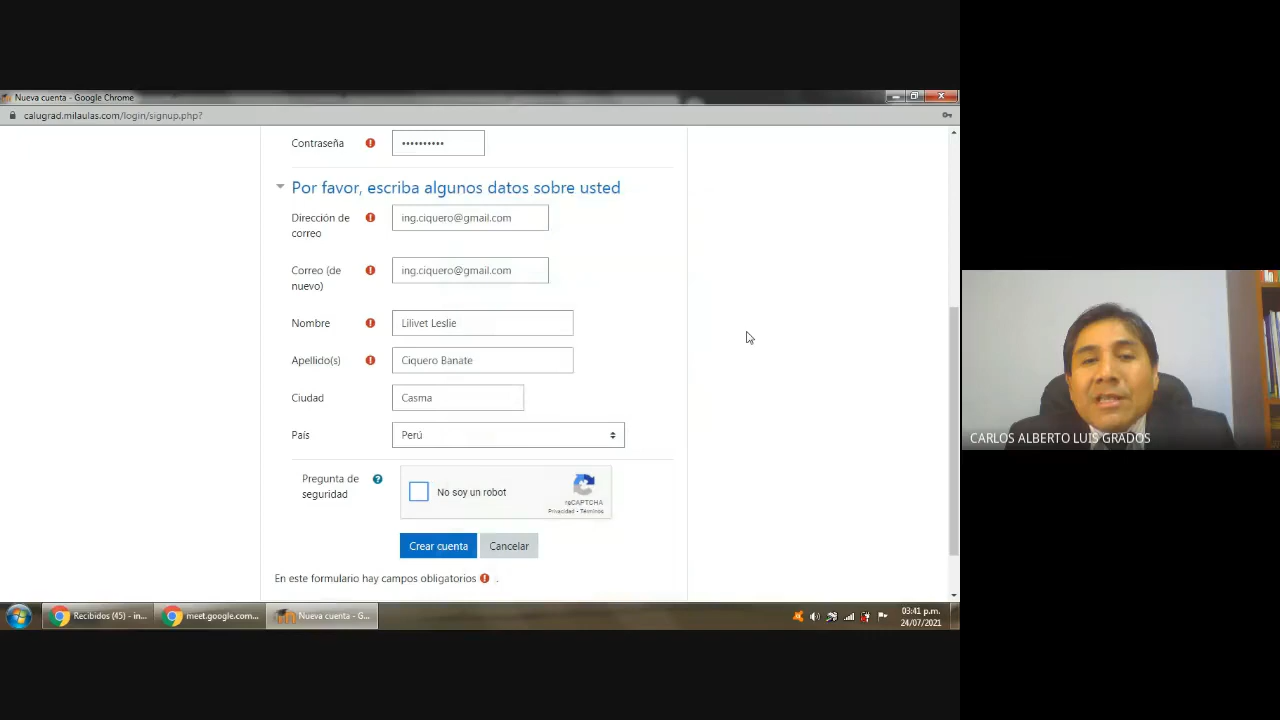 Nueva cuenta - Google Chrome
calugrad.milaulas.com/login/signup.php?
Contraseña
••••••••••
Por favor, escriba algunos datos sobre usted
Dirección de
correo
ing.ciquero@gmail.com
Correo (de
nuevo)
ing.ciquero@gmail.com
Nombre
Lilivet Leslie
Apellido(s)
Ciquero Banate
Ciudad
Casma
País
Perú
Pregunta de
seguridad
No soy un robot
reCAPTCHA
Privacidad - Términos
Crear cuenta
Cancelar
En este formulario hay campos obligatorios .
CARLOS ALBERTO LUIS GRADOS
Recibidos (45) - in...
meet.google.com...
Nueva cuenta - G...
03:41 p.m.
24/07/2021